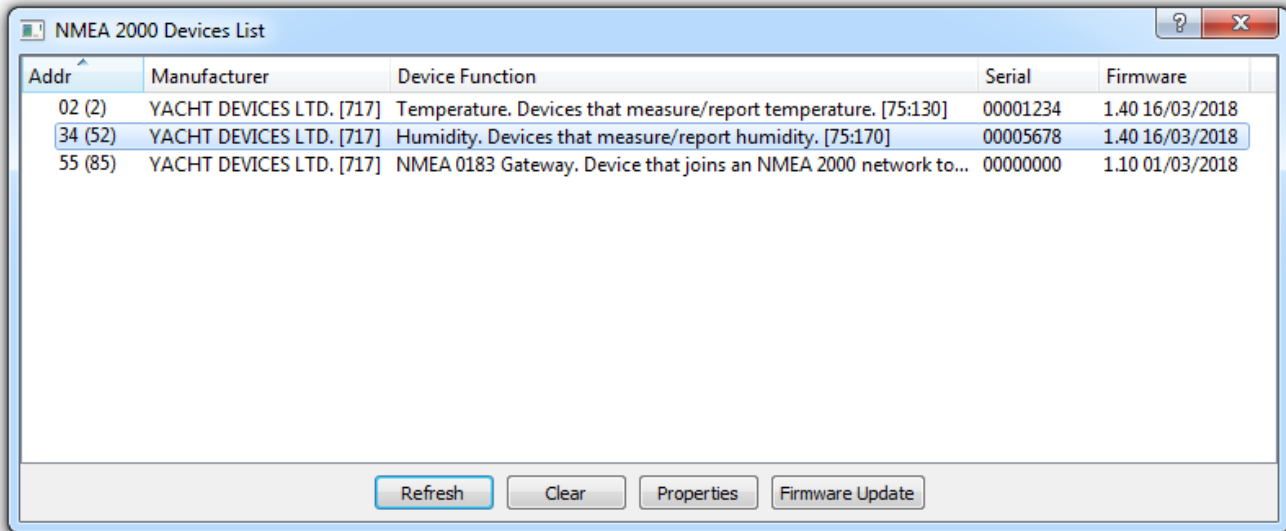 NMEA 2000 Devices List
Addr Manufacturer Device Function Serial Firmware
02 (2) YACHT DEVICES LTD. [717] Temperature. Devices that measure/report temperature. [75:130] 00001234 1.40 16/03/2018
34 (52) YACHT DEVICES LTD. [717] Humidity. Devices that measure/report humidity. [75:170] 00005678 1.40 16/03/2018
55 (85) YACHT DEVICES LTD. [717] NMEA 0183 Gateway. Device that joins an NMEA 2000 network to... 00000000 1.10 01/03/2018
Refresh Clear Properties Firmware Update